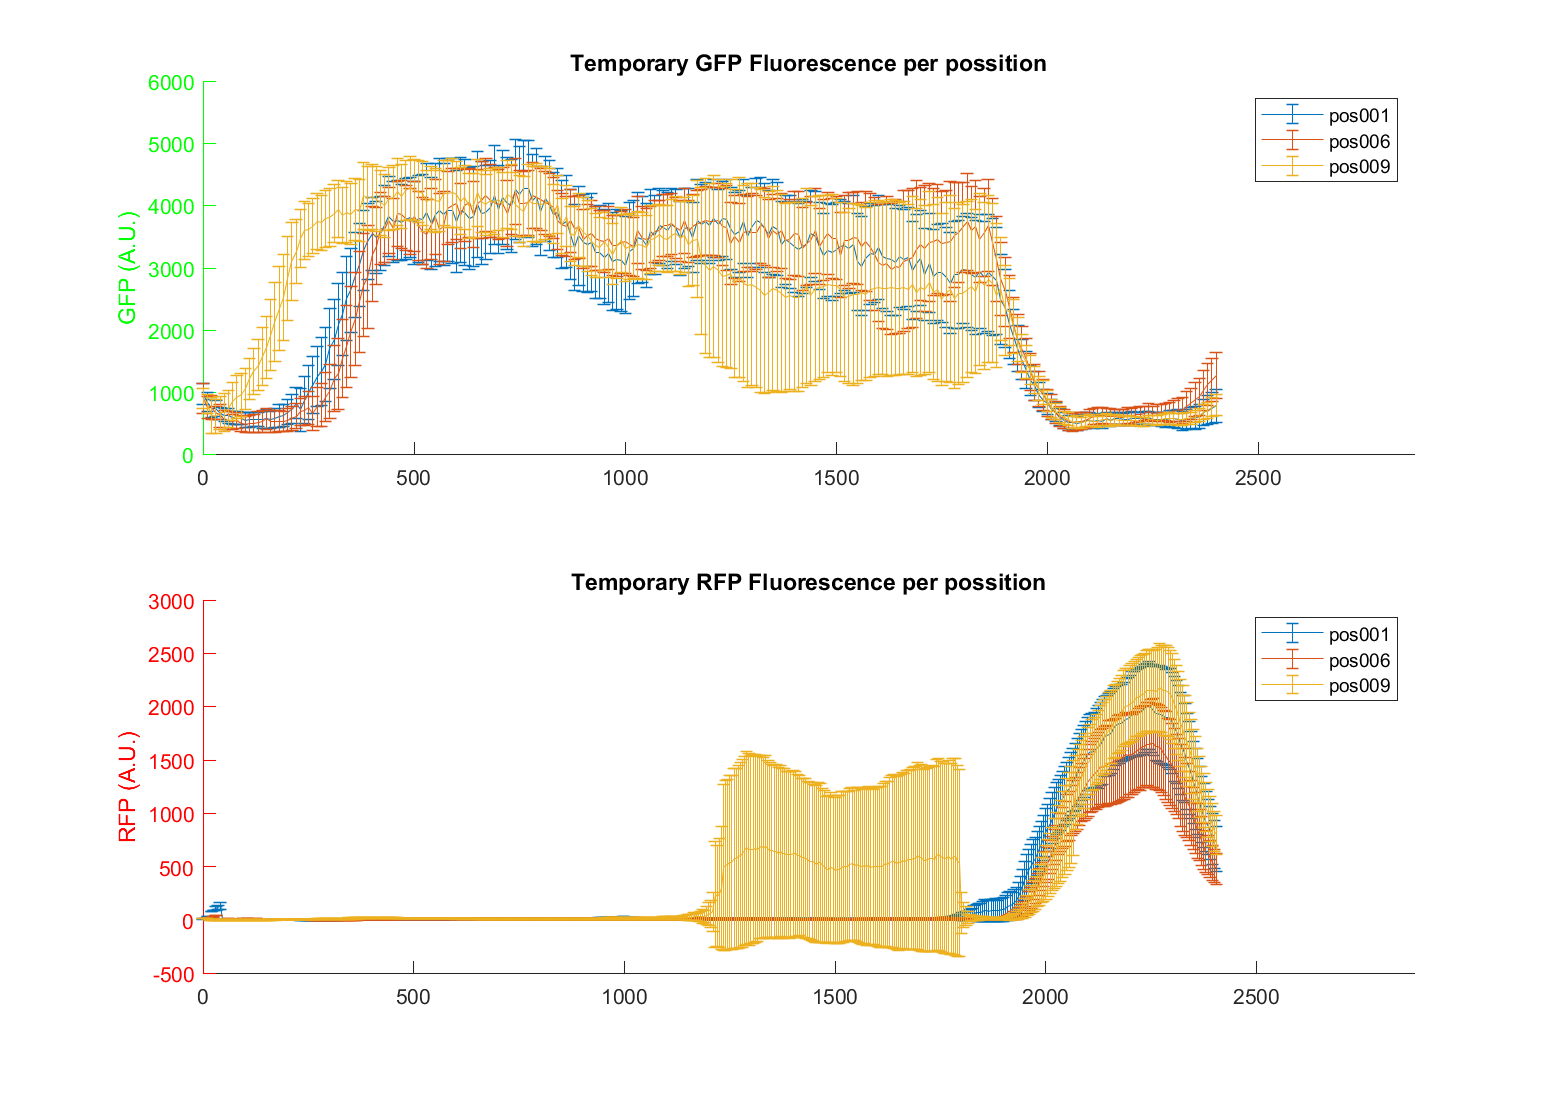 Temporary GFP Fluorescence per possition
GFP (A.U.)
6000
5000
4000
3000
2000
1000
0
0 500 1000 1500 2000 2500
pos001
pos006
pos009
Temporary RFP Fluorescence per possition
RFP (A.U.)
3000
2500
2000
1500
1000
500
0
-500
0 500 1000 1500 2000 2500
pos001
pos006
pos009